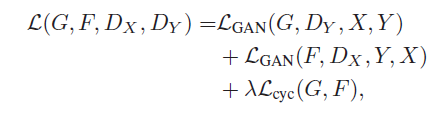 ℒ(G, F, D_X, D_Y) =ℒ_GAN(G, D_Y, X, Y)
+ ℒ_GAN(F, D_X, Y, X)
+ λℒ_cyc(G, F),